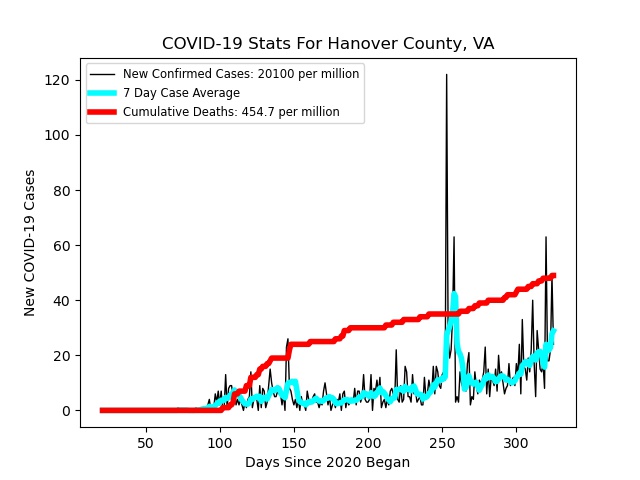 COVID-19 Stats For Hanover County, VA
New Confirmed Cases: 20100 per million
7 Day Case Average
Cumulative Deaths: 454.7 per million
New COVID-19 Cases
120
100
80
60
40
20
0
50 100 150 200 250 300
Days Since 2020 Began